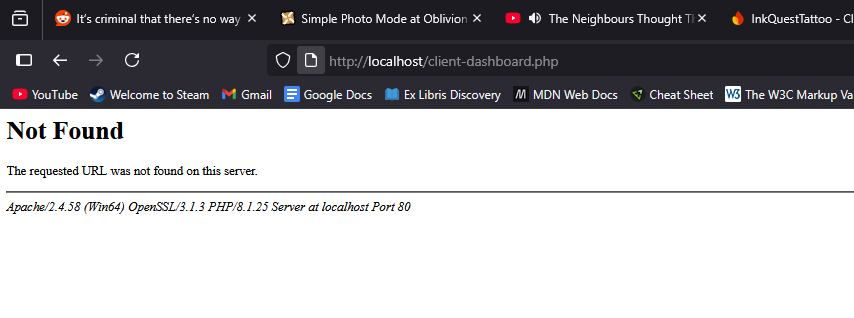 It's criminal that there's no way
Simple Photo Mode at Oblivion
The Neighbours Thought Th
InkQuestTattoo - Cl
http://localhost/client-dashboard.php
YouTube Welcome to Steam Gmail Google Docs Ex Libris Discovery MDN Web Docs Cheat Sheet W3 The W3C Markup Va
Not Found
The requested URL was not found on this server.
Apache/2.4.58 (Win64) OpenSSL/3.1.3 PHP/8.1.25 Server at localhost Port 80